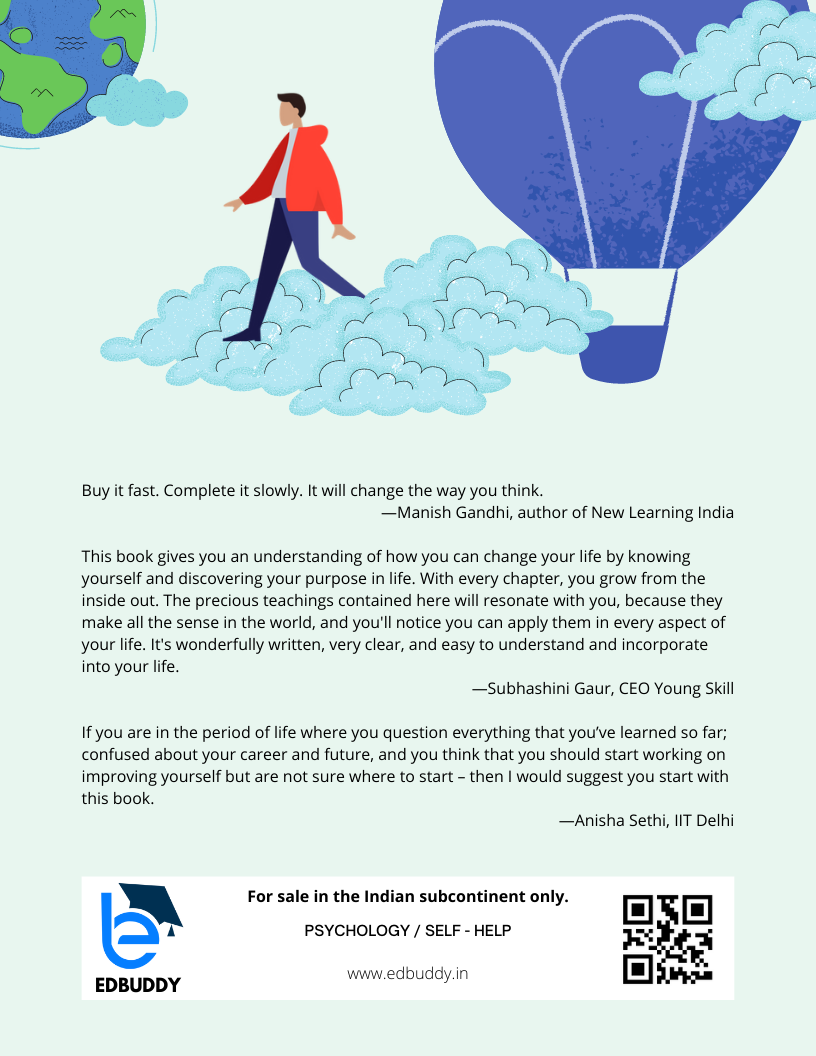 Buy it fast. Complete it slowly. It will change the way you think.
—Manish Gandhi, author of New Learning India
This book gives you an understanding of how you can change your life by knowing
yourself and discovering your purpose in life. With every chapter, you grow from the
inside out. The precious teachings contained here will resonate with you, because they
make all the sense in the world, and you'll notice you can apply them in every aspect of
your life. It's wonderfully written, very clear, and easy to understand and incorporate
into your life.
—Subhashini Gaur, CEO Young Skill
If you are in the period of life where you question everything that you’ve learned so far;
confused about your career and future, and you think that you should start working on
improving yourself but are not sure where to start – then I would suggest you start with
this book.
—Anisha Sethi, IIT Delhi
For sale in the Indian subcontinent only.
PSYCHOLOGY / SELF - HELP
www.edbuddy.in
EDBUDDY